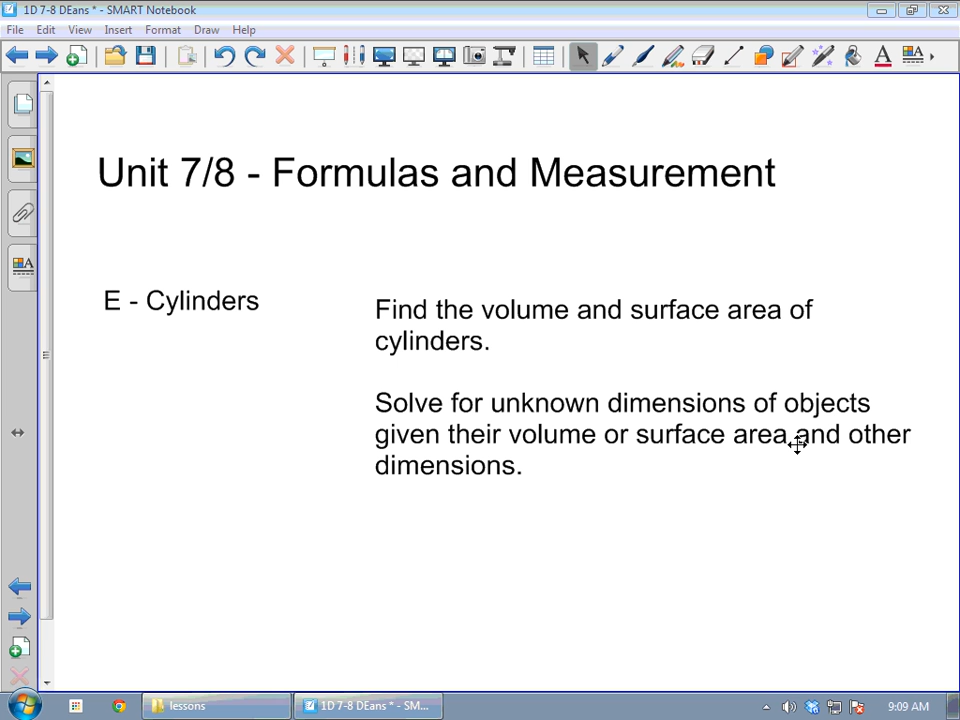 1D 7-8 DEans * - SMART Notebook
File Edit View Insert Format Draw Help
Unit 7/8 - Formulas and Measurement
E - Cylinders
Find the volume and surface area of
cylinders.
Solve for unknown dimensions of objects
given their volume or surface area and other
dimensions.
lessons
1D 7-8 DEans * - SM...
9:09 AM